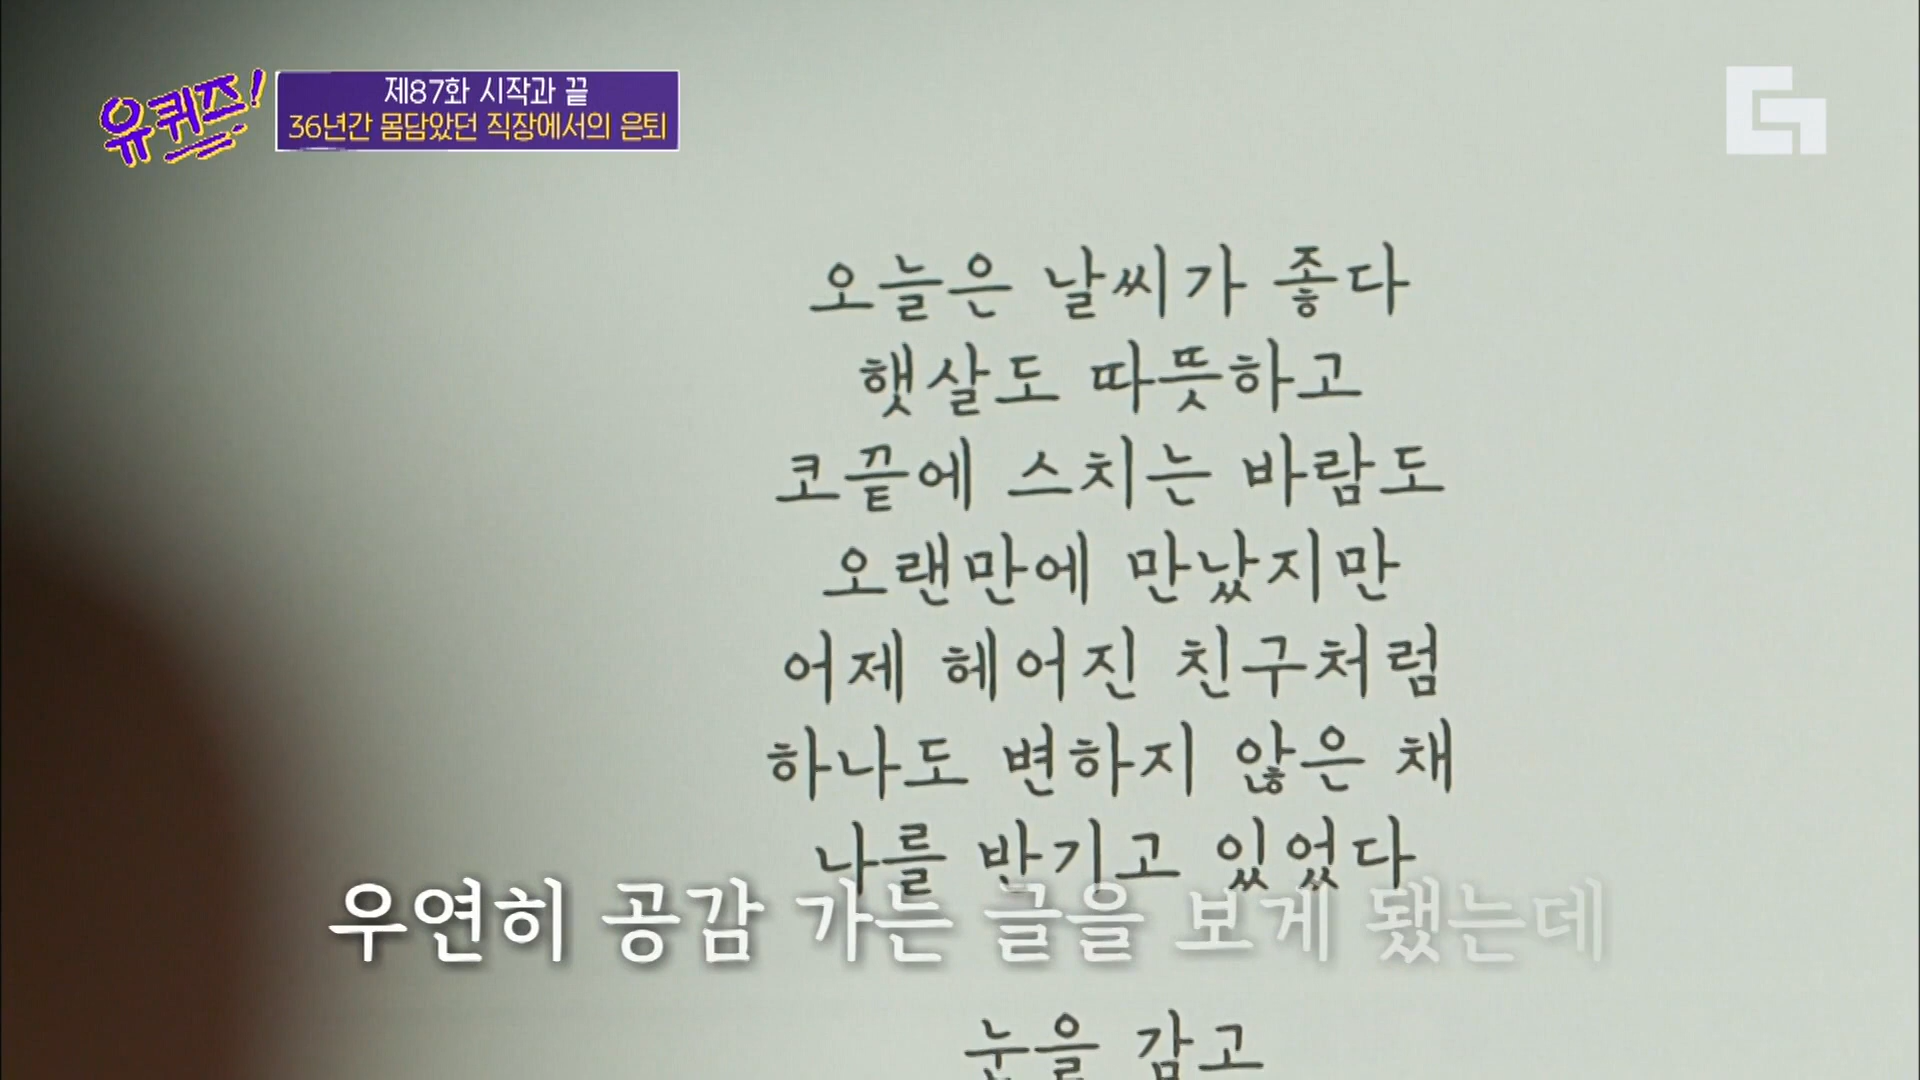 유퀴즈!
제87화 시작과 끝
36년간 몸담았던 직장에서의 은퇴
오늘은 날씨가 좋다
햇살도 따뜻하고
코끝에 스치는 바람도
오랜만에 만났지만
어제 헤어진 친구처럼
하나도 변하지 않은 채
나를 반기고 있었다
우연히 공감 가는 글을 보게 됐는데
눈을 감고